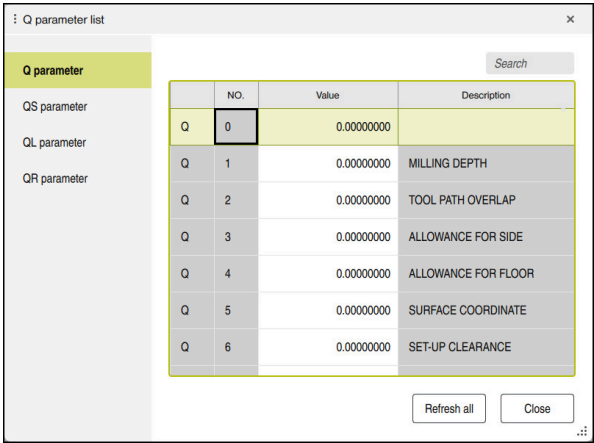 Q parameter list
Search
Q parameter
QS parameter
QL parameter
QR parameter
NO. Value Description
Q 0 0.00000000
Q 1 0.00000000 MILLING DEPTH
Q 2 0.00000000 TOOL PATH OVERLAP
Q 3 0.00000000 ALLOWANCE FOR SIDE
Q 4 0.00000000 ALLOWANCE FOR FLOOR
Q 5 0.00000000 SURFACE COORDINATE
Q 6 0.00000000 SET-UP CLEARANCE
Refresh all Close